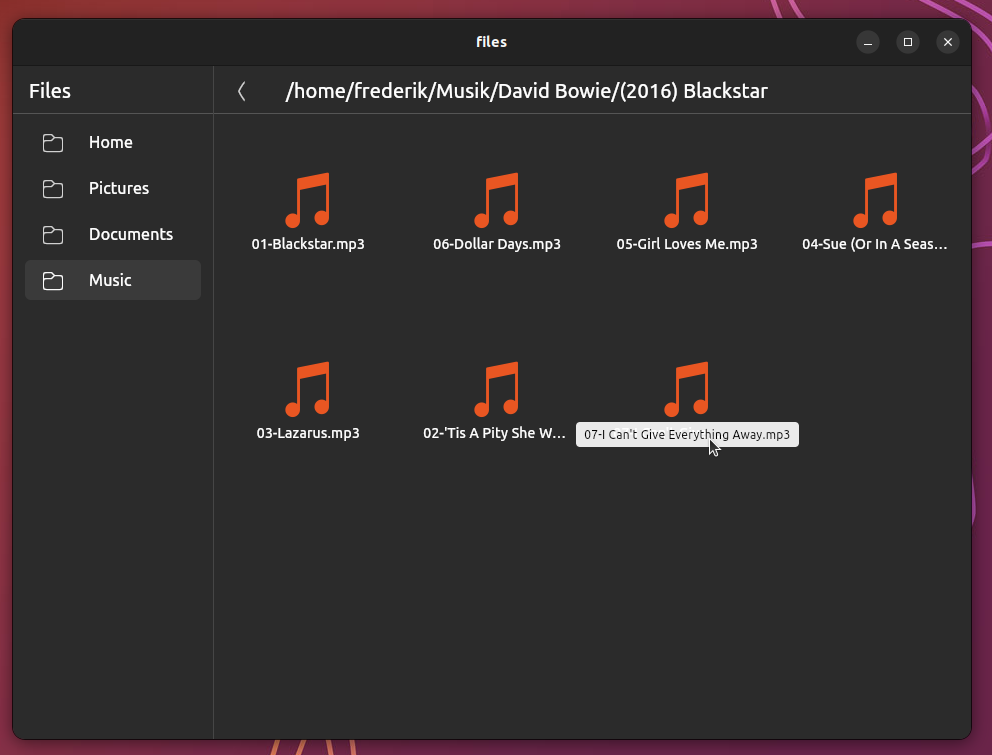 files
Files
/home/frederik/Musik/David Bowie/(2016) Blackstar
Home
Pictures
Documents
Music
01-Blackstar.mp3
06-Dollar Days.mp3
05-Girl Loves Me.mp3
04-Sue (Or In A Seas...
03-Lazarus.mp3
02-'Tis A Pity She W...
07-I Can't Give Everything Away.mp3